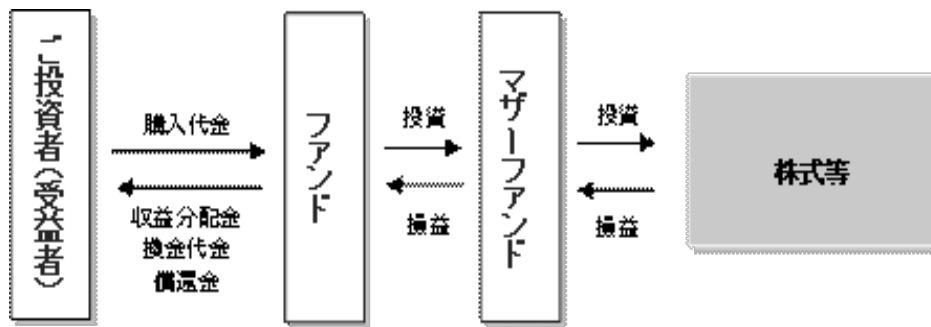 ご投資者(受益者)
購入代金
収益分配金
換金代金
償還金
ファンド
投資
損益
マザーファンド
投資
損益
株式等